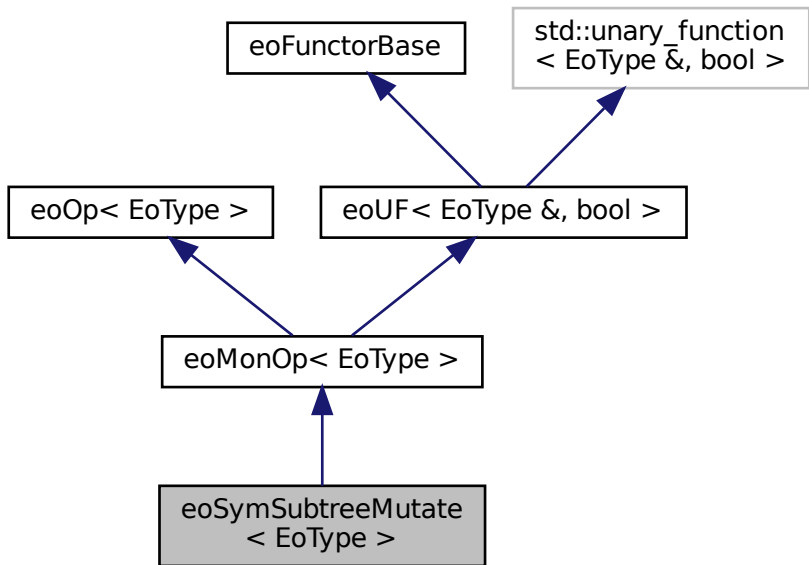 std::unary_function
< EoType &, bool >
eoFunctorBase
eoOp< EoType >
eoUF< EoType &, bool >
eoMonOp< EoType >
eoSymSubtreeMutate
< EoType >